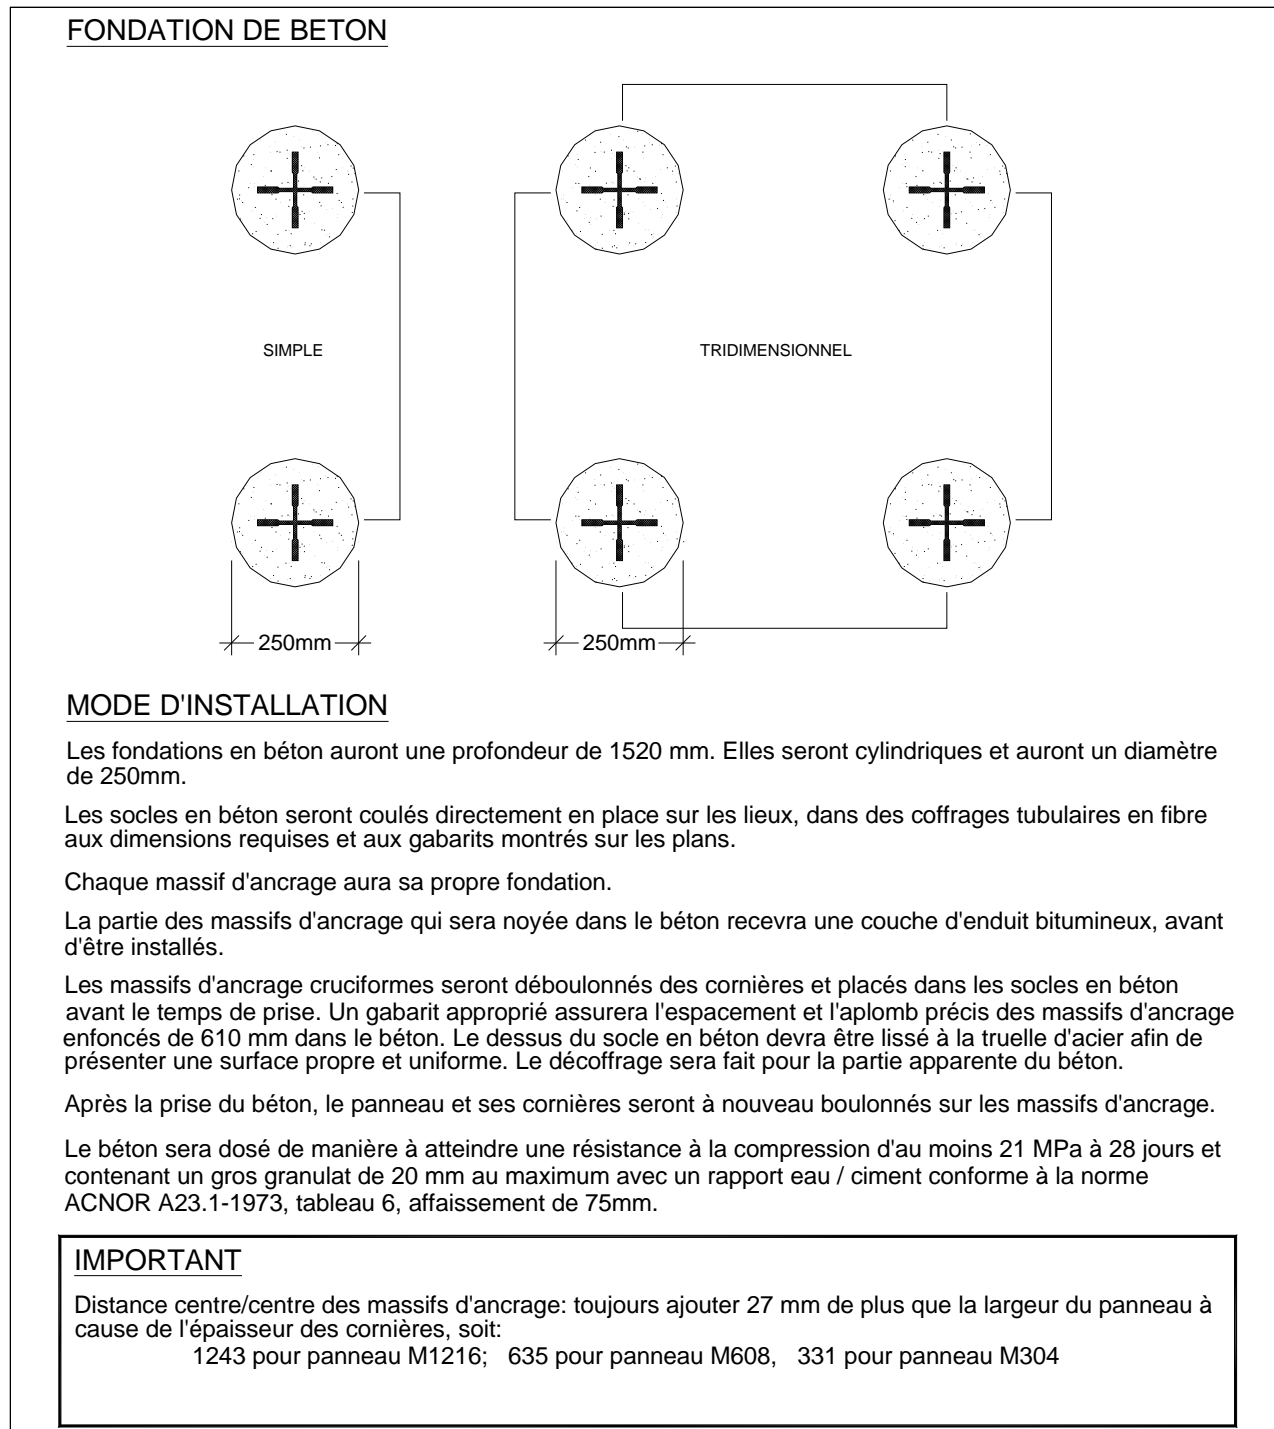 FONDATION DE BETON
SIMPLE
TRIDIMENSIONNEL
250mm
250mm
MODE D'INSTALLATION
Les fondations en béton auront une profondeur de 1520 mm. Elles seront cylindriques et auront un diamètre
de 250mm.
Les socles en béton seront coulés directement en place sur les lieux, dans des coffrages tubulaires en fibre
aux dimensions requises et aux gabarits montrés sur les plans.
Chaque massif d'ancrage aura sa propre fondation.
La partie des massifs d'ancrage qui sera noyée dans le béton recevra une couche d'enduit bitumineux, avant
d'être installés.
Les massifs d'ancrage cruciformes seront déboulonnés des cornières et placés dans les socles en béton
avant le temps de prise. Un gabarit approprié assurera l'espacement et l'aplomb précis des massifs d'ancrage
enfoncés de 610 mm dans le béton. Le dessus du socle en béton devra être lissé à la truelle d'acier afin de
présenter une surface propre et uniforme. Le décoffrage sera fait pour la partie apparente du béton.
Après la prise du béton, le panneau et ses cornières seront à nouveau boulonnés sur les massifs d'ancrage.
Le béton sera dosé de manière à atteindre une résistance à la compression d'au moins 21 MPa à 28 jours et
contenant un gros granulat de 20 mm au maximum avec un rapport eau / ciment conforme à la norme
ACNOR A23.1-1973, tableau 6, affaissement de 75mm.
IMPORTANT
Distance centre/centre des massifs d'ancrage: toujours ajouter 27 mm de plus que la largeur du panneau à
cause de l'épaisseur des cornières, soit:
1243 pour panneau M1216; 635 pour panneau M608, 331 pour panneau M304